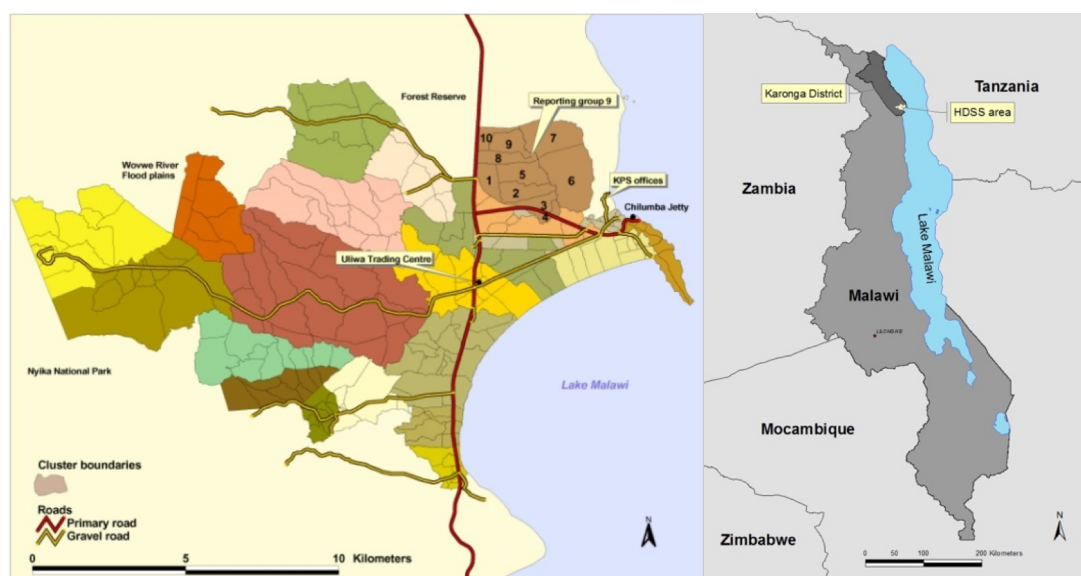 Forest Reserve
Reporting group 9
10
9
7
8
5
1
2
6
3
4
KPS offices
Chilumba Jetty
Wovwe River
Flood plains
Uliwa Trading Centre
Nyika National Park
Lake Malawi
Cluster boundaries
Roads
Primary road
Gravel road
0 5 10 Kilometers
N
Karonga District
Tanzania
HDSS area
Zambia
Lake Malawi
Malawi
LILONGWE
Mocambique
Zimbabwe
N
0 50 100 200 Kilometers